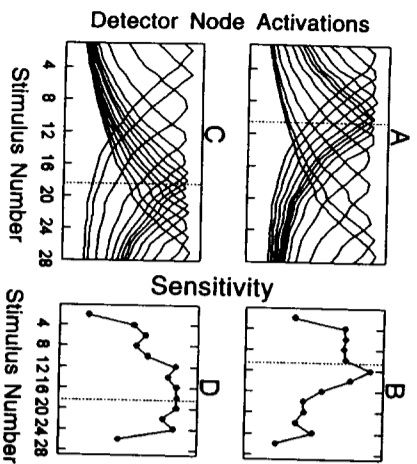 Detector Node Activations
A
C
4 8 12 16 20 24 28
Stimulus Number
Sensitivity
B
D
4 8 12 16 20 24 28
Stimulus Number